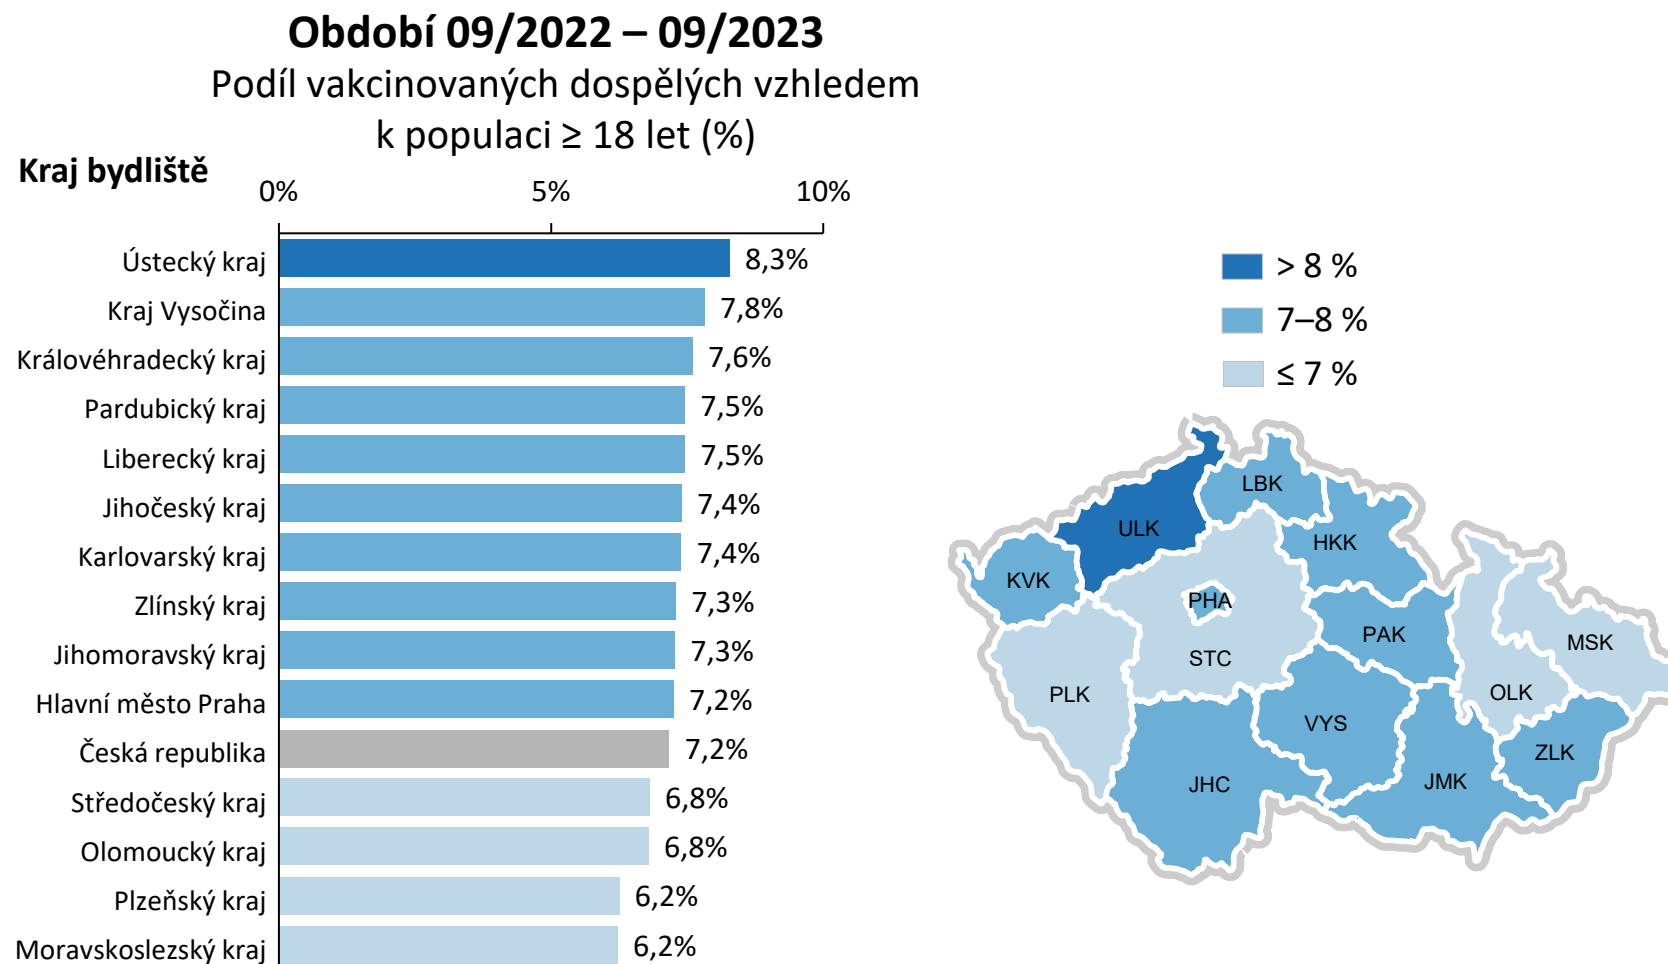 Období 09/2022 – 09/2023
Podíl vakcinovaných dospělých vzhledem
k populaci ≥ 18 let (%)
Kraj bydliště
0% 5% 10%
Ústecký kraj 8,3%
Kraj Vysočina 7,8%
Královéhradecký kraj 7,6%
Pardubický kraj 7,5%
Liberecký kraj 7,5%
Jihočeský kraj 7,4%
Karlovarský kraj 7,4%
Zlínský kraj 7,3%
Jihomoravský kraj 7,3%
Hlavní město Praha 7,2%
Česká republika 7,2%
Středočeský kraj 6,8%
Olomoucký kraj 6,8%
Plzeňský kraj 6,2%
Moravskoslezský kraj 6,2%
> 8 %
7–8 %
≤ 7 %
LBK
ULK
HKK
KVK
PHA
PAK
MSK
STC
PLK
OLK
VYS
ZLK
JHC
JMK